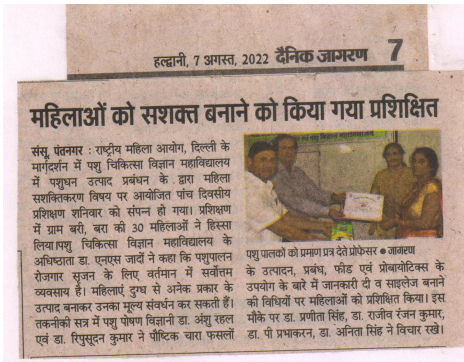 हल्द्वानी, 7 अगस्त, 2022 दैनिक जागरण 7
महिलाओं को सशक्त बनाने को किया गया प्रशिक्षित
संसू, पंतनगर : राष्ट्रीय महिला आयोग, दिल्ली के
मार्गदर्शन में पशु चिकित्सा विज्ञान महाविद्यालय
में पशुधन उत्पाद प्रबंधन के द्वारा महिला
सशक्तिकरण विषय पर आयोजित पांच दिवसीय
प्रशिक्षण शनिवार को संपन्न हो गया। प्रशिक्षण
में ग्राम बरी, बरा की 30 महिलाओं ने हिस्सा
लिया।पशु चिकित्सा विज्ञान महाविद्यालय के
अधिष्ठाता डा. एनएस जादों ने कहा कि पशुपालन
रोजगार सृजन के लिए वर्तमान में सर्वोत्तम
व्यवसाय है। महिलाएं दुग्ध से अनेक प्रकार के
उत्पाद बनाकर उनका मूल्य संवर्धन कर सकती हैं।
तकनीकी सत्र में पशु पोषण विज्ञानी डा. अंशु रहल
एवं डा. रिपुसूदन कुमार ने पौष्टिक चारा फसलों
पशु पालकों को प्रमाण प्रत्र देते प्रोफेसर ● जागरण
के उत्पादन, प्रबंध, फीड एवं प्रोबायोटिक्स के
उपयोग के बारे में जानकारी दी व साइलेज बनाने
की विधियों पर महिलाओं को प्रशिक्षित किया। इस
मौके पर डा. प्रणीता सिंह, डा. राजीव रंजन कुमार,
डा. पी प्रभाकरन, डा. अनिता सिंह ने विचार रखे।